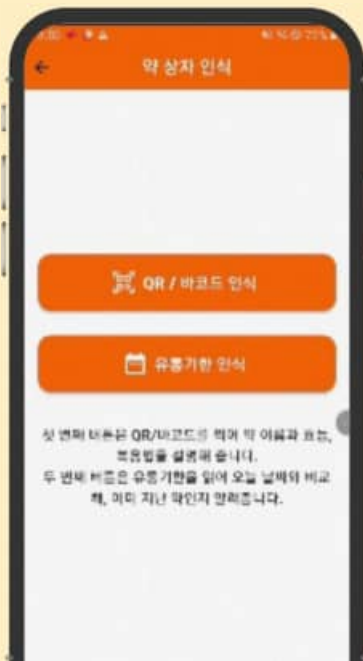 약 상자 인식
QR / 바코드 인식
유통기한 인식
첫 번째 버튼은 QR/바코드를 찍어 약 이름과 효능,
복용법을 설명해 줍니다.
두 번째 버튼은 유통기한을 읽어 오늘 날짜와 비교
해, 이미 지난 약인지 알려줍니다.